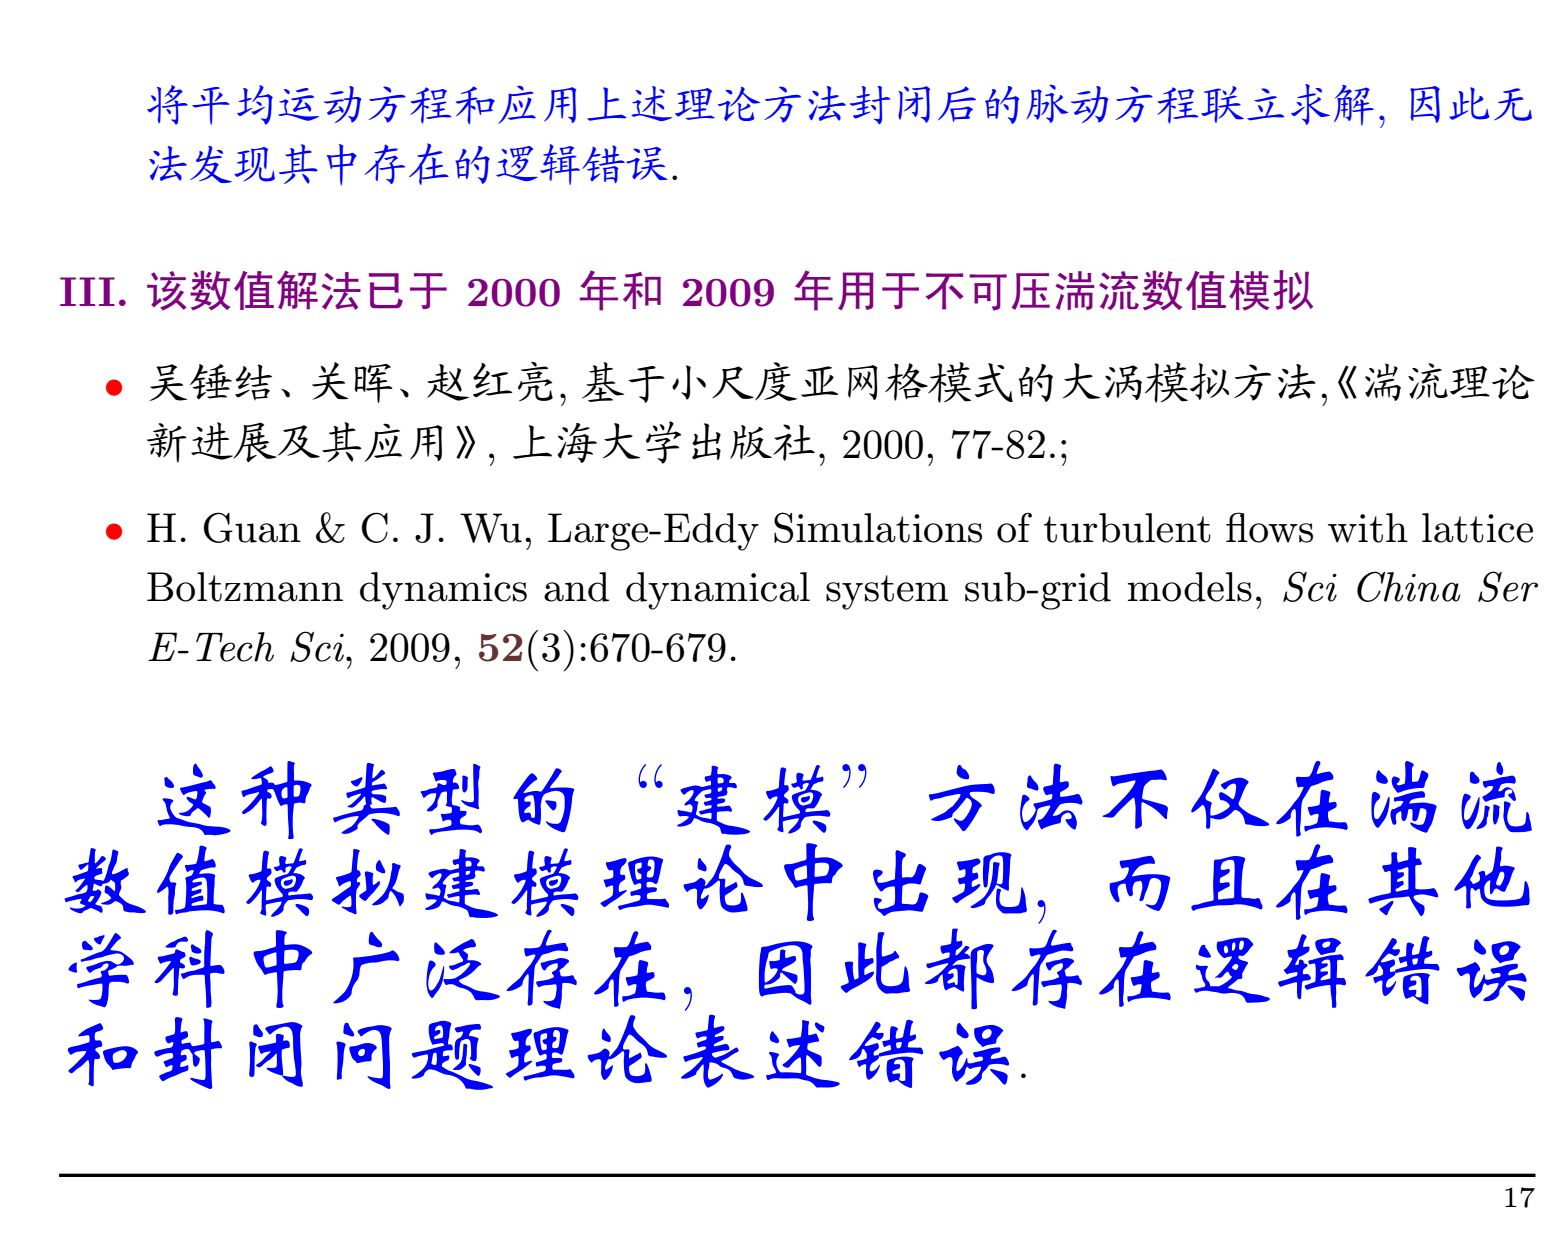 将平均运动方程和应用上述理论方法封闭后的脉动方程联立求解, 因此无
法发现其中存在的逻辑错误.
III. 该数值解法已于 2000 年和 2009 年用于不可压湍流数值模拟
• 吴锤结、关晖、赵红亮, 基于小尺度亚网格模式的大涡模拟方法,《湍流理论
新进展及其应用》, 上海大学出版社, 2000, 77-82.;
• H. Guan & C. J. Wu, Large-Eddy Simulations of turbulent flows with lattice
Boltzmann dynamics and dynamical system sub-grid models, Sci China Ser
E-Tech Sci, 2009, 52(3):670-679.
这种类型的 “建模” 方法不仅在湍流
数值模拟建模理论中出现, 而且在其他
学科中广泛存在, 因此都存在逻辑错误
和封闭问题理论表述错误.
17